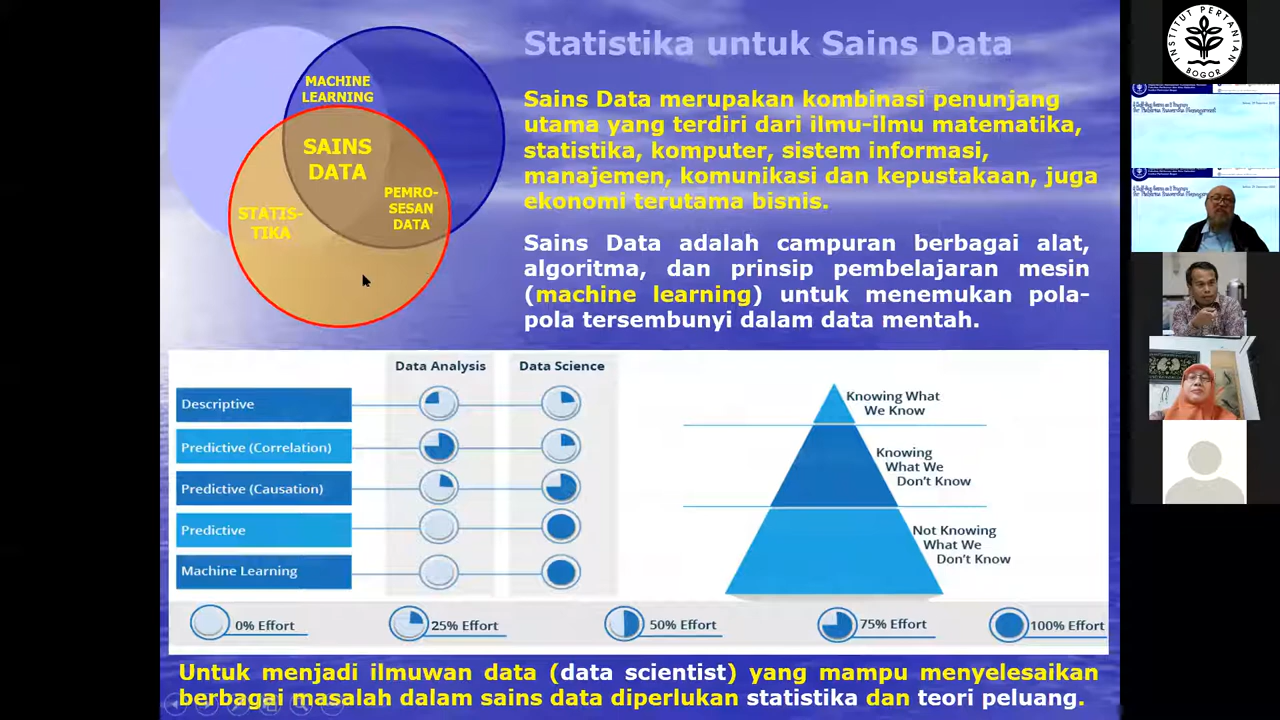 Statistika untuk Sains Data
MACHINE
LEARNING
SAINS
DATA
PEMRO-
SESAN
DATA
STATIS-
TIKA
Sains Data merupakan kombinasi penunjang
utama yang terdiri dari ilmu-ilmu matematika,
statistika, komputer, sistem informasi,
manajemen, komunikasi dan kepustakaan, juga
ekonomi terutama bisnis.
Sains Data adalah campuran berbagai alat,
algoritma, dan prinsip pembelajaran mesin
(machine learning) untuk menemukan pola-
pola tersembunyi dalam data mentah.
Data Analysis
Data Science
Descriptive
Predictive (Correlation)
Predictive (Causation)
Predictive
Machine Learning
Knowing What
We Know
Knowing
What We
Don't Know
Not Knowing
What We
Don't Know
0% Effort
25% Effort
50% Effort
75% Effort
100% Effort
Untuk menjadi ilmuwan data (data scientist) yang mampu menyelesaikan
berbagai masalah dalam sains data diperlukan statistika dan teori peluang.
INSTITUT PERTANIAN
BOGOR